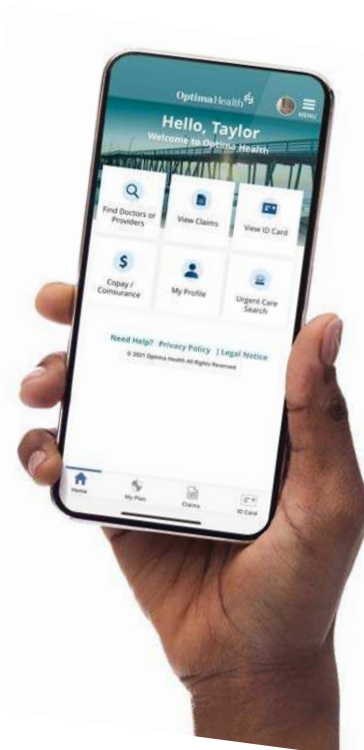 OptimaHealth
MENU
Hello, Taylor
Welcome to Optima Health
Find Doctors or
Providers
View Claims
View ID Card
$
Copay /
Coinsurance
My Profile
Urgent Care
Search
Need Help? Privacy Policy | Legal Notice
© 2021 Optima Health All Rights Reserved
Home
My Plan
Claims
ID Card